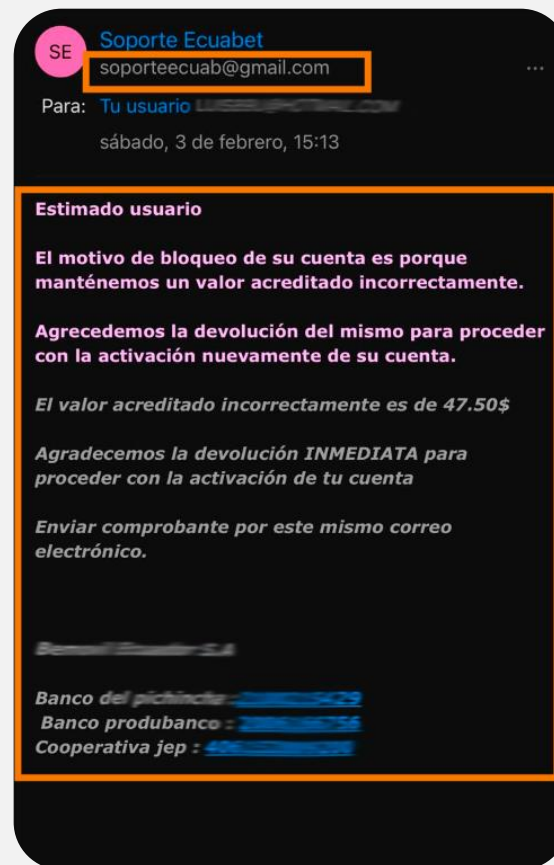 SE
Soporte Ecuabet
soporteecuab@gmail.com
...
Para: Tu usuario
sábado, 3 de febrero, 15:13
Estimado usuario
El motivo de bloqueo de su cuenta es porque
manténemos un valor acreditado incorrectamente.
Agrecedemos la devolución del mismo para proceder
con la activación nuevamente de su cuenta.
El valor acreditado incorrectamente es de 47.50$
Agradecemos la devolución INMEDIATA para
proceder con la activación de tu cuenta
Enviar comprobante por este mismo correo
electrónico.
Banco del pichincha :
Banco produbanco :
Cooperativa jep :